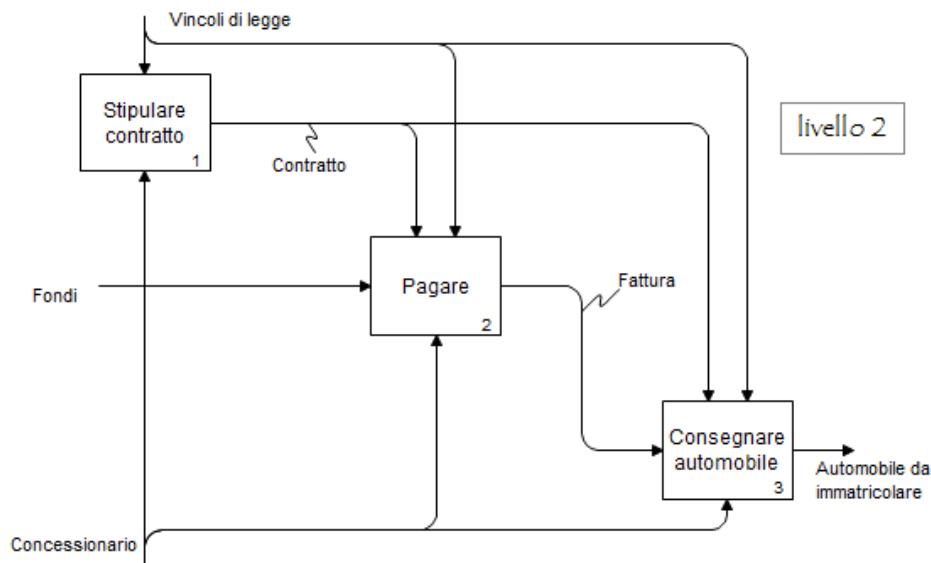 Vincoli di legge
Stipulare
contratto
1
livello 2
Contratto
Pagare
2
Fondi
Fattura
Consegnare
automobile
3
Automobile da
immatricolare
Concessionario